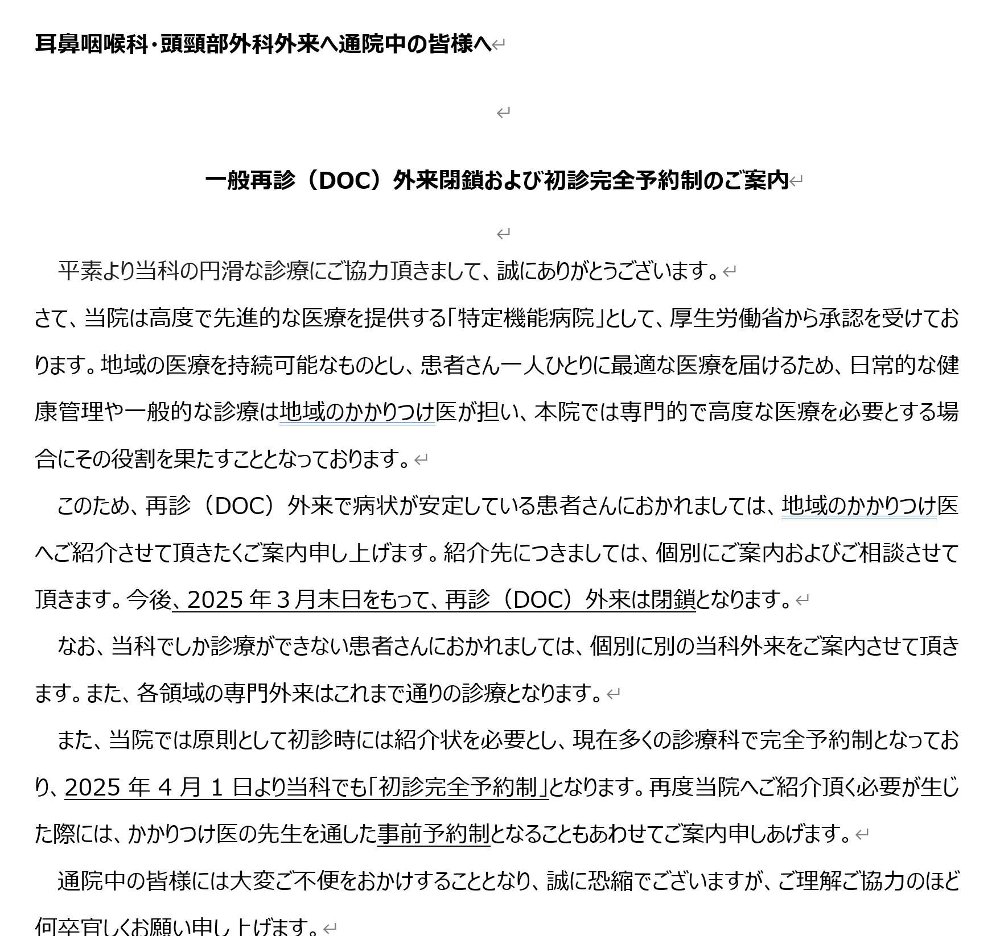 耳鼻咽喉科・頭頸部外科外来へ通院中の皆様へ
一般再診（DOC）外来閉鎖および初診完全予約制のご案内
平素より当科の円滑な診療にご協力頂きまして、誠にありがとうございます。
さて、当院は高度で先進的な医療を提供する「特定機能病院」として、厚生労働省から承認を受けてお
ります。地域の医療を持続可能なものとし、患者さん一人ひとりに最適な医療を届けるため、日常的な健
康管理や一般的な診療は地域のかかりつけ医が担い、本院では専門的で高度な医療を必要とする場
合にその役割を果たすこととなっております。
このため、再診（DOC）外来で病状が安定している患者さんにおかれましては、地域のかかりつけ医
へご紹介させて頂きたくご案内申し上げます。紹介先につきましては、個別にご案内およびご相談させて
頂きます。今後、2025 年３月末日をもって、再診（DOC）外来は閉鎖となります。
なお、当科でしか診療ができない患者さんにおかれましては、個別に別の当科外来をご案内させて頂き
ます。また、各領域の専門外来はこれまで通りの診療となります。
また、当院では原則として初診時には紹介状を必要とし、現在多くの診療科で完全予約制となってお
り、2025 年 4 月 1 日より当科でも「初診完全予約制」となります。再度当院へご紹介頂く必要が生じ
た際には、かかりつけ医の先生を通した事前予約制となることもあわせてご案内申しあげます。
通院中の皆様には大変ご不便をおかけすることとなり、誠に恐縮でございますが、ご理解ご協力のほど
何卒宜しくお願い申し上げます。